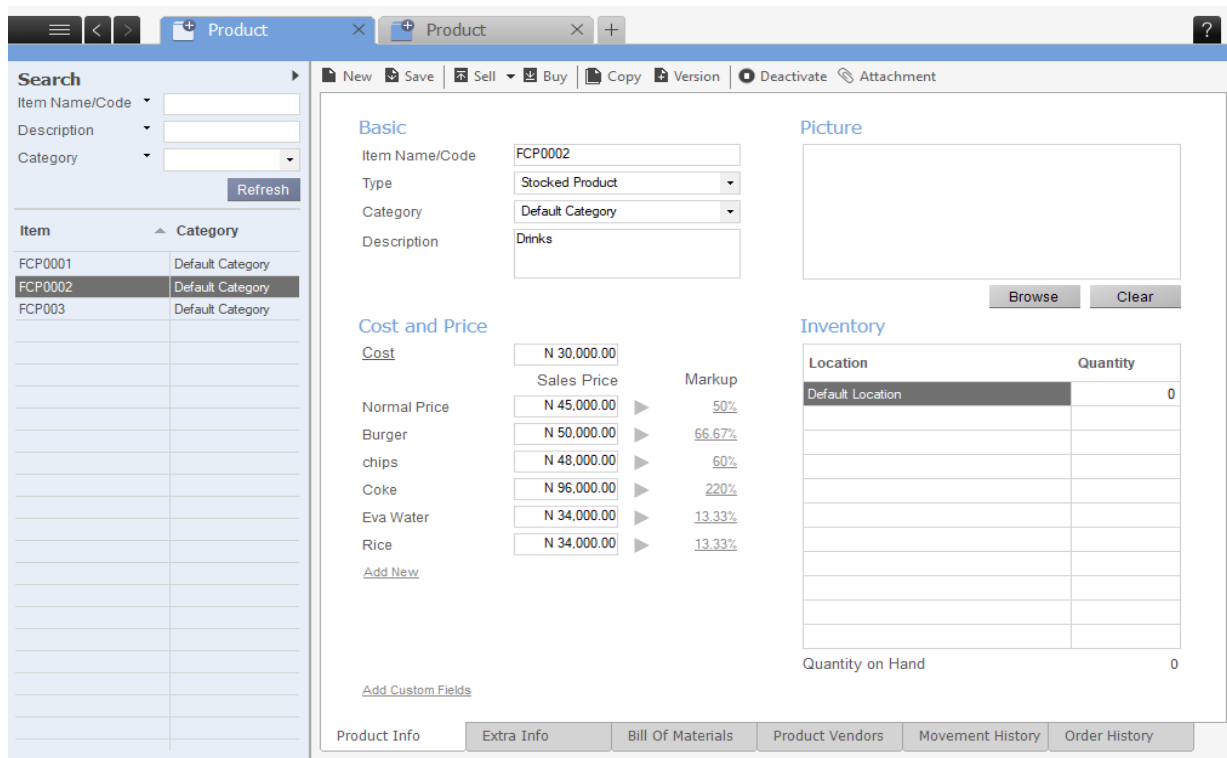 Product
Product
?
Search
Item Name/Code
Description
Category
Refresh
Item Category
FCP0001 Default Category
FCP0002 Default Category
FCP003 Default Category
New Save Sell Buy Copy Version Deactivate Attachment
Basic
Item Name/Code FCP0002
Type Stocked Product
Category Default Category
Description Drinks
Picture
Browse Clear
Cost and Price
Cost N 30,000.00
Sales Price Markup
Normal Price N 45,000.00 50%
Burger N 50,000.00 66.67%
chips N 48,000.00 60%
Coke N 96,000.00 220%
Eva Water N 34,000.00 13.33%
Rice N 34,000.00 13.33%
Add New
Inventory
Location Quantity
Default Location 0
Quantity on Hand 0
Add Custom Fields
Product Info Extra Info Bill Of Materials Product Vendors Movement History Order History